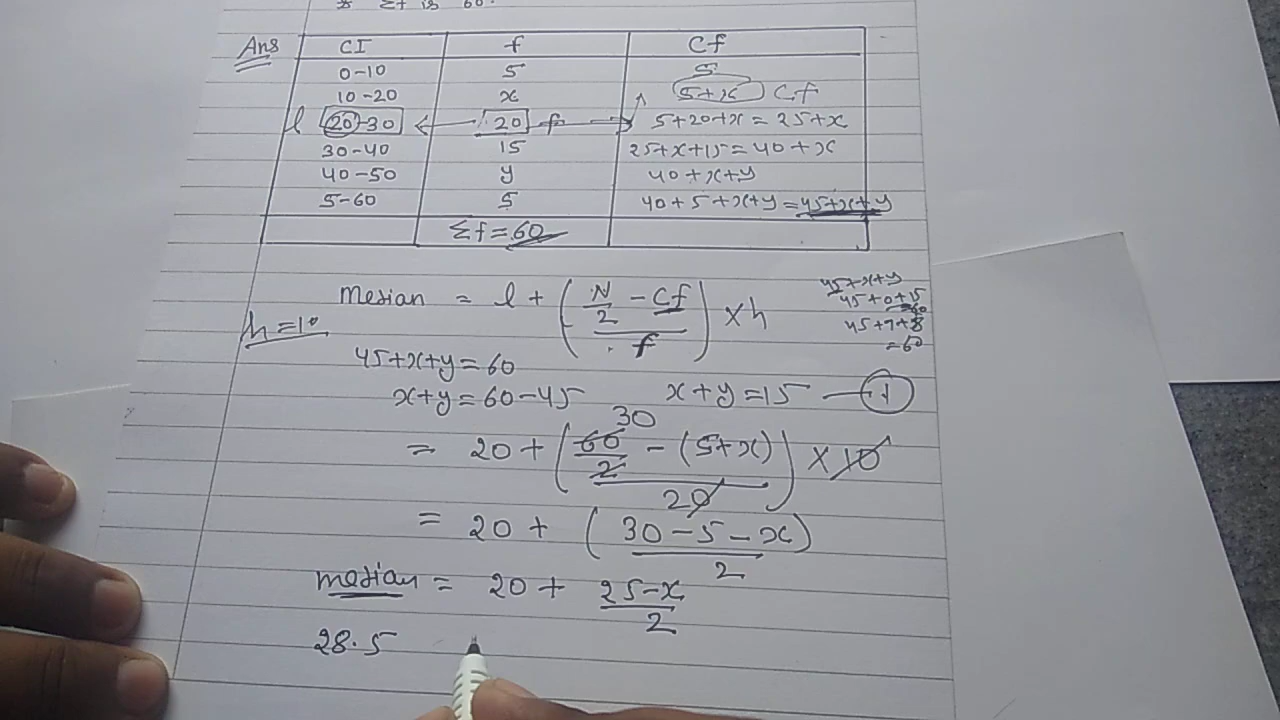 Σf is 60.
Ans CI f Cf
0-10 5 5
10-20 x 5+x Cf
l 20-30 20 f 5+20+x=25+x
30-40 15 25+x+15=40+x
40-50 y 40+x+y
5-60 5 40+5+x+y=45+x+y
Σf=60
Median = l + (N/2 - Cf / f) × h
45+x+y
45+0+15
=60
45+7+8
=60
h=10
45+x+y=60
x+y=60-45 x+y=15 — 1
30
= 20 + (60/2 - (5+x) / 20) × 10
= 20 + (30-5-x / 2)
median = 20 + 25-x / 2
28.5